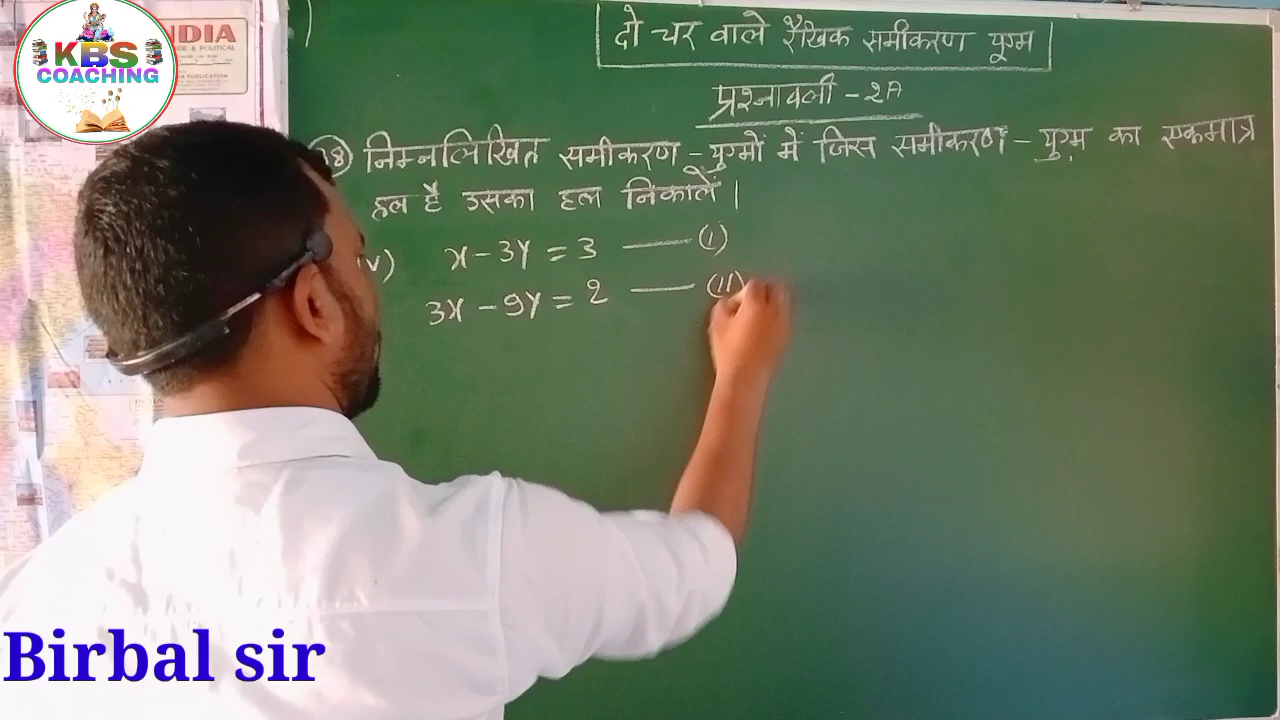 KBS
COACHING
INDIA
दो चर वाले रैखिक समीकरण युग्म
प्रश्नावली - 2A
निम्नलिखित समीकरण - युग्मों में जिस समीकरण - युग्म का एकमात्र
हल है उसका हल निकालें।
x - 3y = 3 —— (I)
3x - 9y = 2 —— (II)
Birbal sir